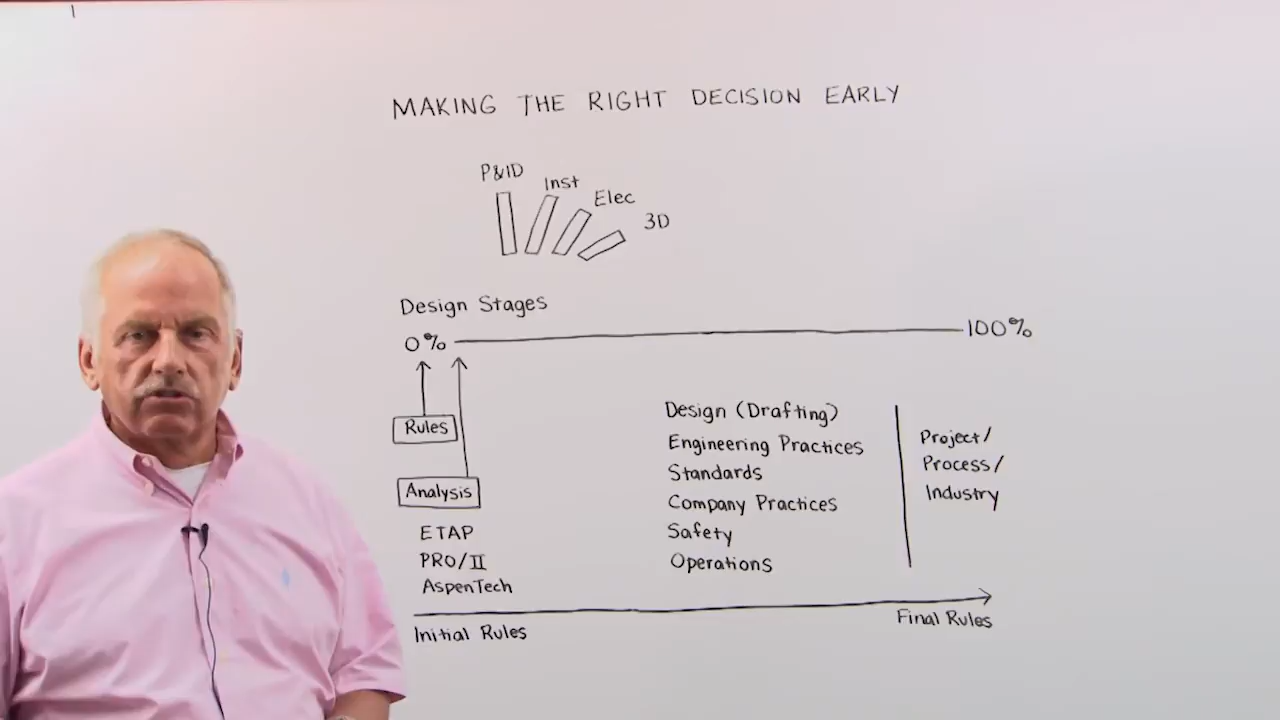 MAKING THE RIGHT DECISION EARLY
P&ID
Inst
Elec
3D
Design Stages
0%
100%
Rules
Analysis
ETAP
PRO/II
AspenTech
Design (Drafting)
Engineering Practices
Standards
Company Practices
Safety
Operations
Project/
Process/
Industry
Initial Rules
Final Rules